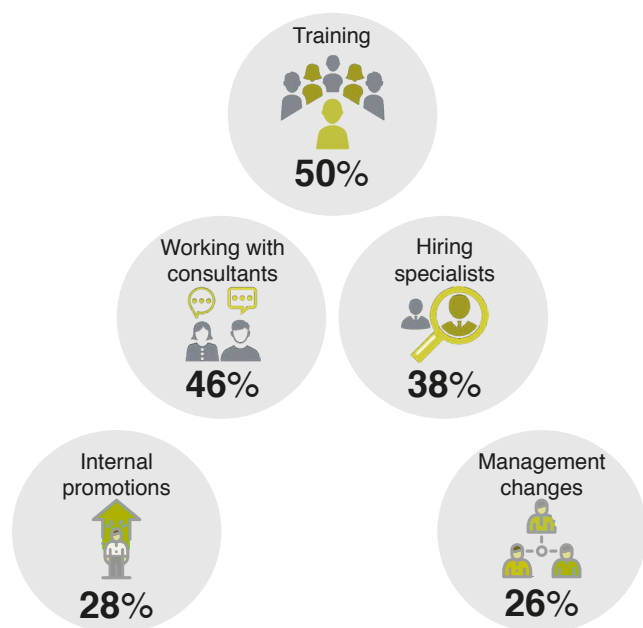 Training
50%
Working with
consultants
46%
Hiring
specialists
38%
Internal
promotions
28%
Management
changes
26%